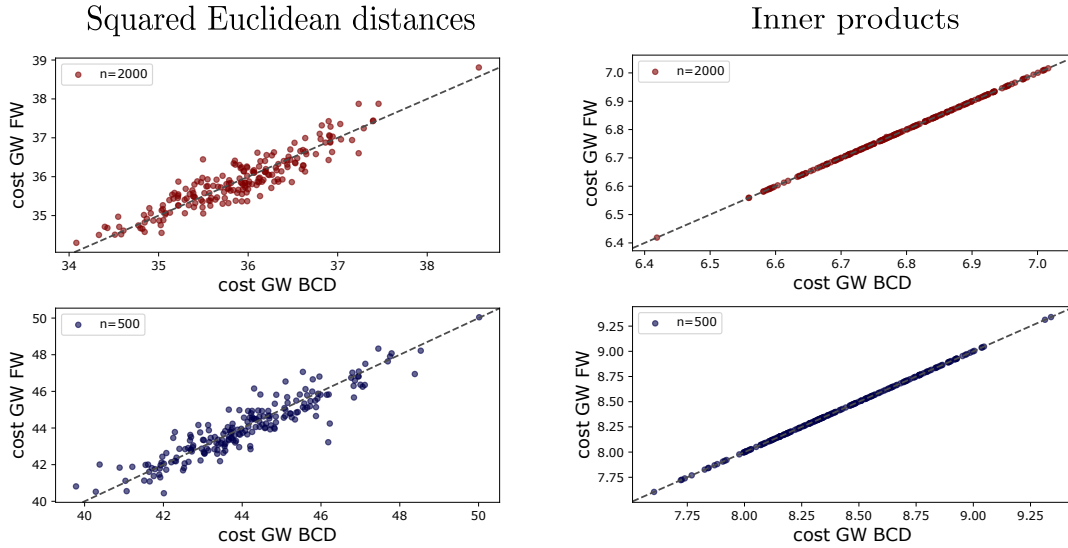 Squared Euclidean distances
Inner products
39
38
37
36
35
cost GW FW
n=2000
34 35 36 37 38
cost GW BCD
7.0
6.9
6.8
6.7
6.6
6.5
6.4
cost GW FW
n=2000
6.4 6.5 6.6 6.7 6.8 6.9 7.0
cost GW BCD
50
48
46
44
42
40
cost GW FW
n=500
40 42 44 46 48 50
cost GW BCD
9.25
9.00
8.75
8.50
8.25
8.00
7.75
cost GW FW
n=500
7.75 8.00 8.25 8.50 8.75 9.00 9.25
cost GW BCD